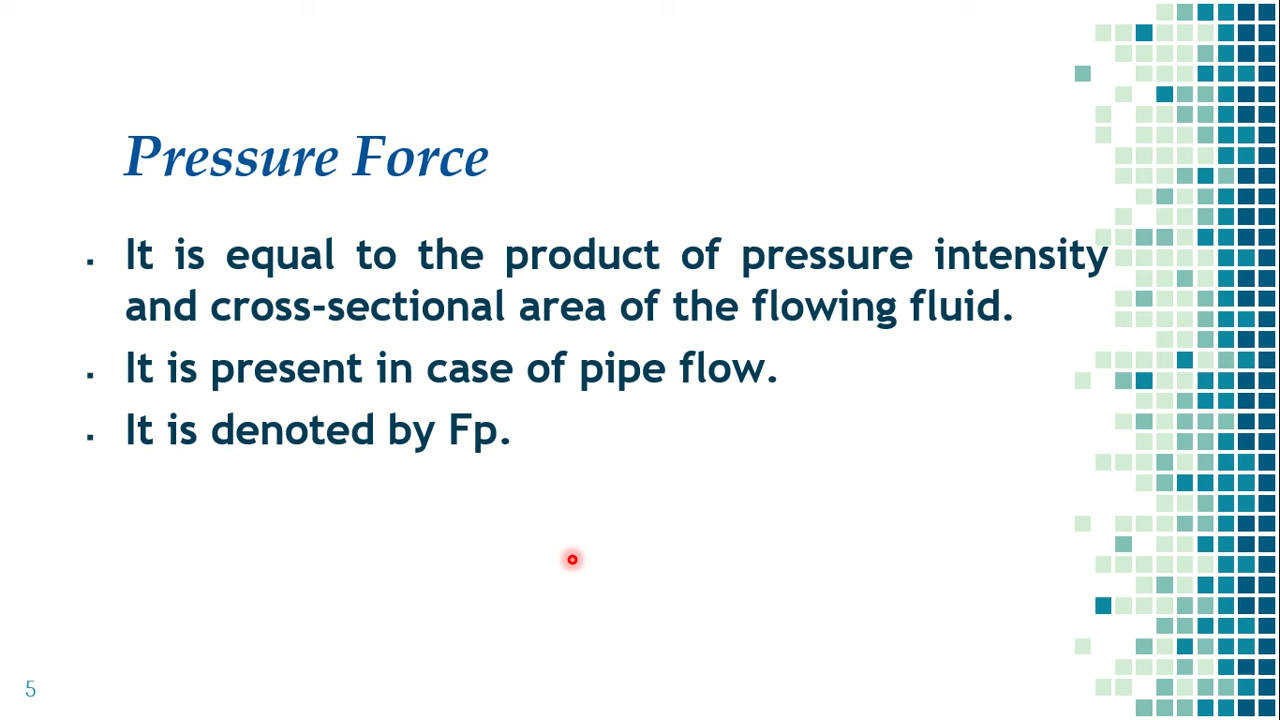 Pressure Force
▪ It is equal to the product of pressure intensity
and cross-sectional area of the flowing fluid.
▪ It is present in case of pipe flow.
▪ It is denoted by Fp.
5